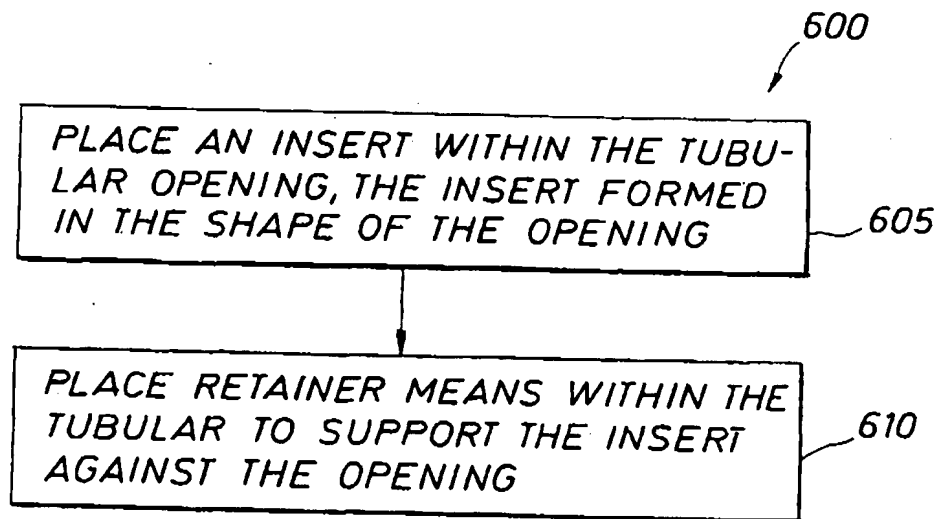 600
PLACE AN INSERT WITHIN THE TUBU-
LAR OPENING, THE INSERT FORMED
IN THE SHAPE OF THE OPENING
605
PLACE RETAINER MEANS WITHIN THE
TUBULAR TO SUPPORT THE INSERT
AGAINST THE OPENING
610